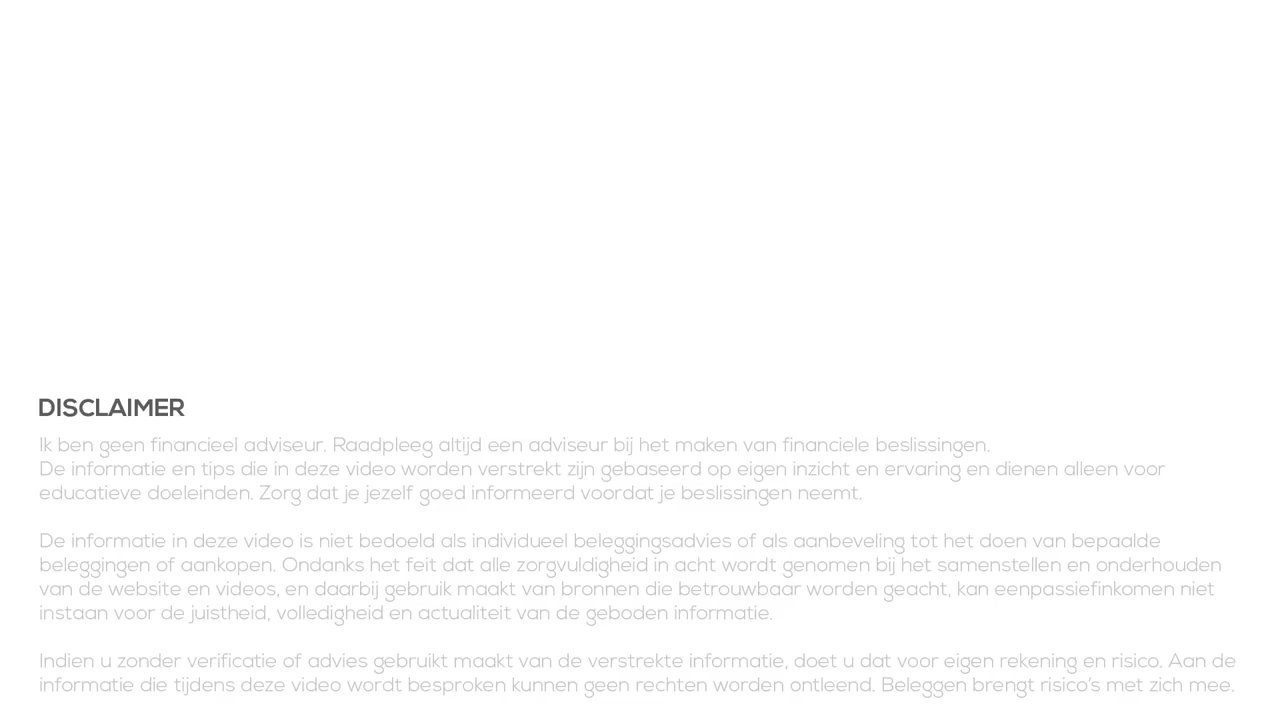 DISCLAIMER
Ik ben geen financieel adviseur. Raadpleeg altijd een adviseur bij het maken van financiele beslissingen.
De informatie en tips die in deze video worden verstrekt zijn gebaseerd op eigen inzicht en ervaring en dienen alleen voor
educatieve doeleinden. Zorg dat je jezelf goed informeerd voordat je beslissingen neemt.
De informatie in deze video is niet bedoeld als individueel beleggingsadvies of als aanbeveling tot het doen van bepaalde
beleggingen of aankopen. Ondanks het feit dat alle zorgvuldigheid in acht wordt genomen bij het samenstellen en onderhouden
van de website en videos, en daarbij gebruik maakt van bronnen die betrouwbaar worden geacht, kan eenpassiefinkomen niet
instaan voor de juistheid, volledigheid en actualiteit van de geboden informatie.
Indien u zonder verificatie of advies gebruikt maakt van de verstrekte informatie, doet u dat voor eigen rekening en risico. Aan de
informatie die tijdens deze video wordt besproken kunnen geen rechten worden ontleend. Beleggen brengt risico's met zich mee.